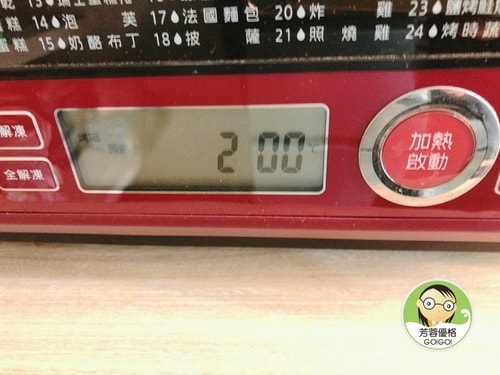 14 泡芙 17 法國麵包 20 炸雞 23
蛋糕 15 奶酪布丁 18 披薩 21 照燒雞 24 烤時蔬
解凍
全解凍
2 00 °C
加熱
啟動
芳蓉優格
GO!GO!